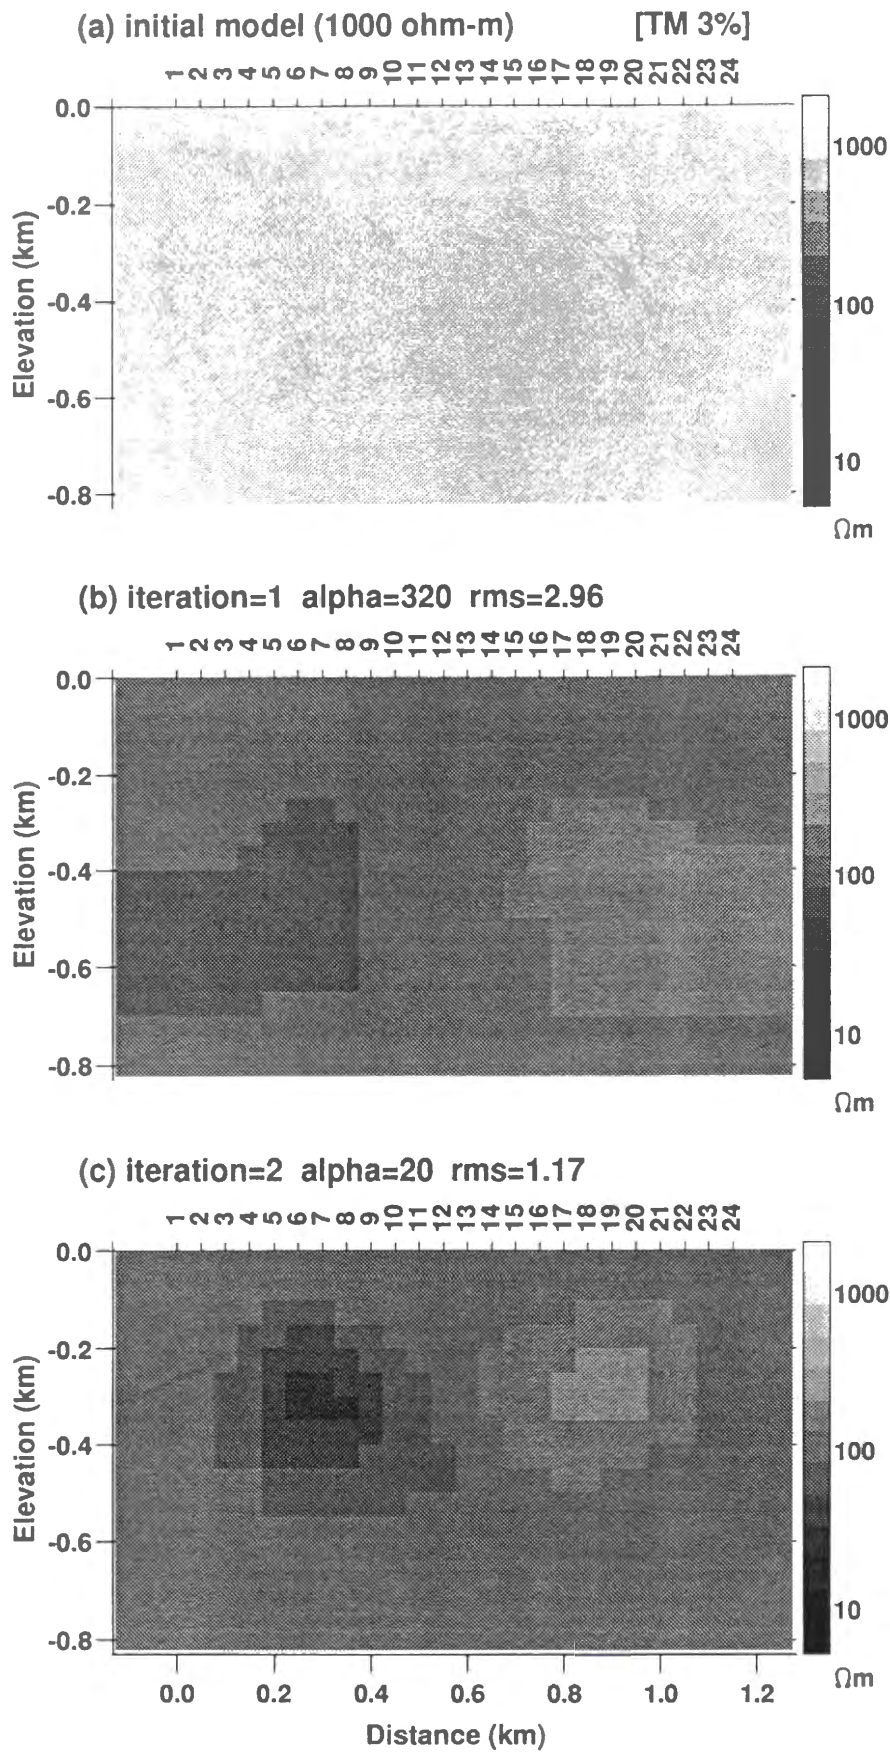 (a) initial model (1000 ohm-m) [TM 3%]
1 2 3 4 5 6 7 8 9 10 11 12 13 14 15 16 17 18 19 20 21 22 23 24
0.0
-0.2
-0.4
-0.6
-0.8
Elevation (km)
1000
100
10
Ωm
(b) iteration=1 alpha=320 rms=2.96
1 2 3 4 5 6 7 8 9 10 11 12 13 14 15 16 17 18 19 20 21 22 23 24
0.0
-0.2
-0.4
-0.6
-0.8
Elevation (km)
1000
100
10
Ωm
(c) iteration=2 alpha=20 rms=1.17
1 2 3 4 5 6 7 8 9 10 11 12 13 14 15 16 17 18 19 20 21 22 23 24
0.0
-0.2
-0.4
-0.6
-0.8
Elevation (km)
1000
100
10
Ωm
0.0 0.2 0.4 0.6 0.8 1.0 1.2
Distance (km)